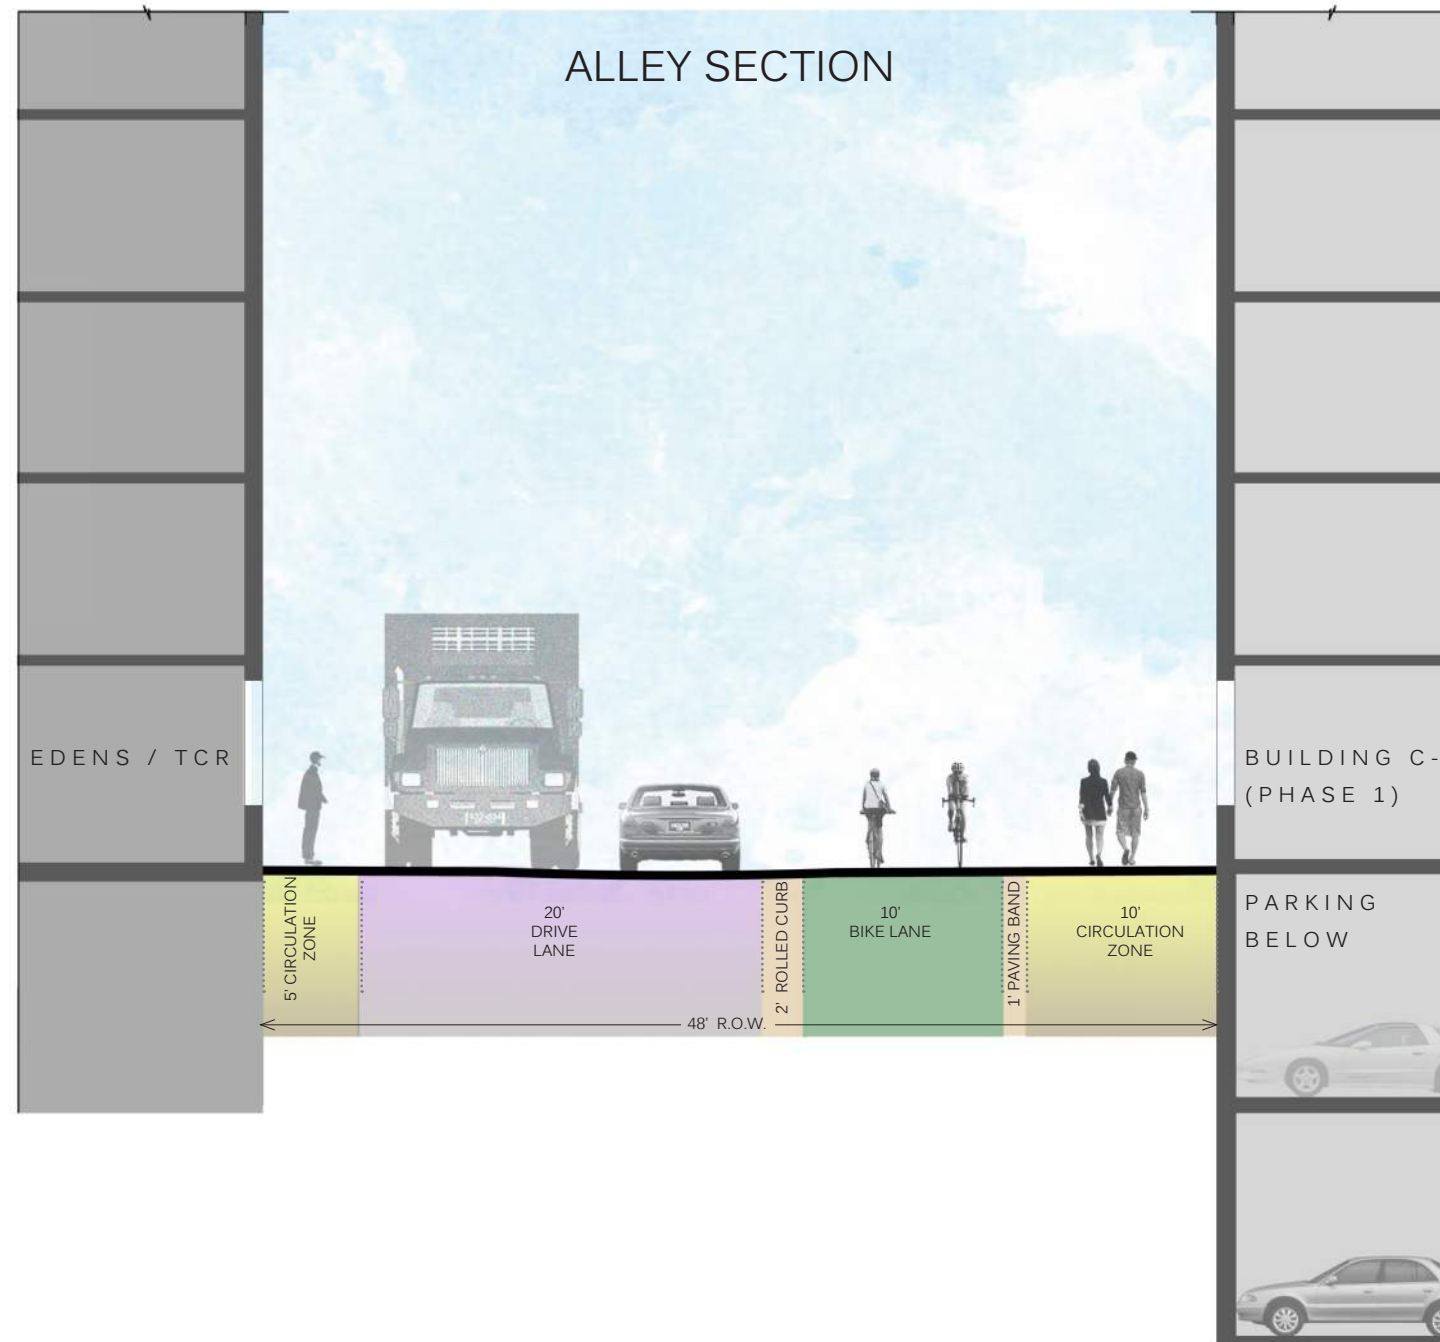 ALLEY SECTION
EDENS / TCR
BUILDING C-
(PHASE 1)
5' CIRCULATION
ZONE
20'
DRIVE
LANE
2' ROLLED CURB
10'
BIKE LANE
1' PAVING BAND
10'
CIRCULATION
ZONE
PARKING
BELOW
48' R.O.W.